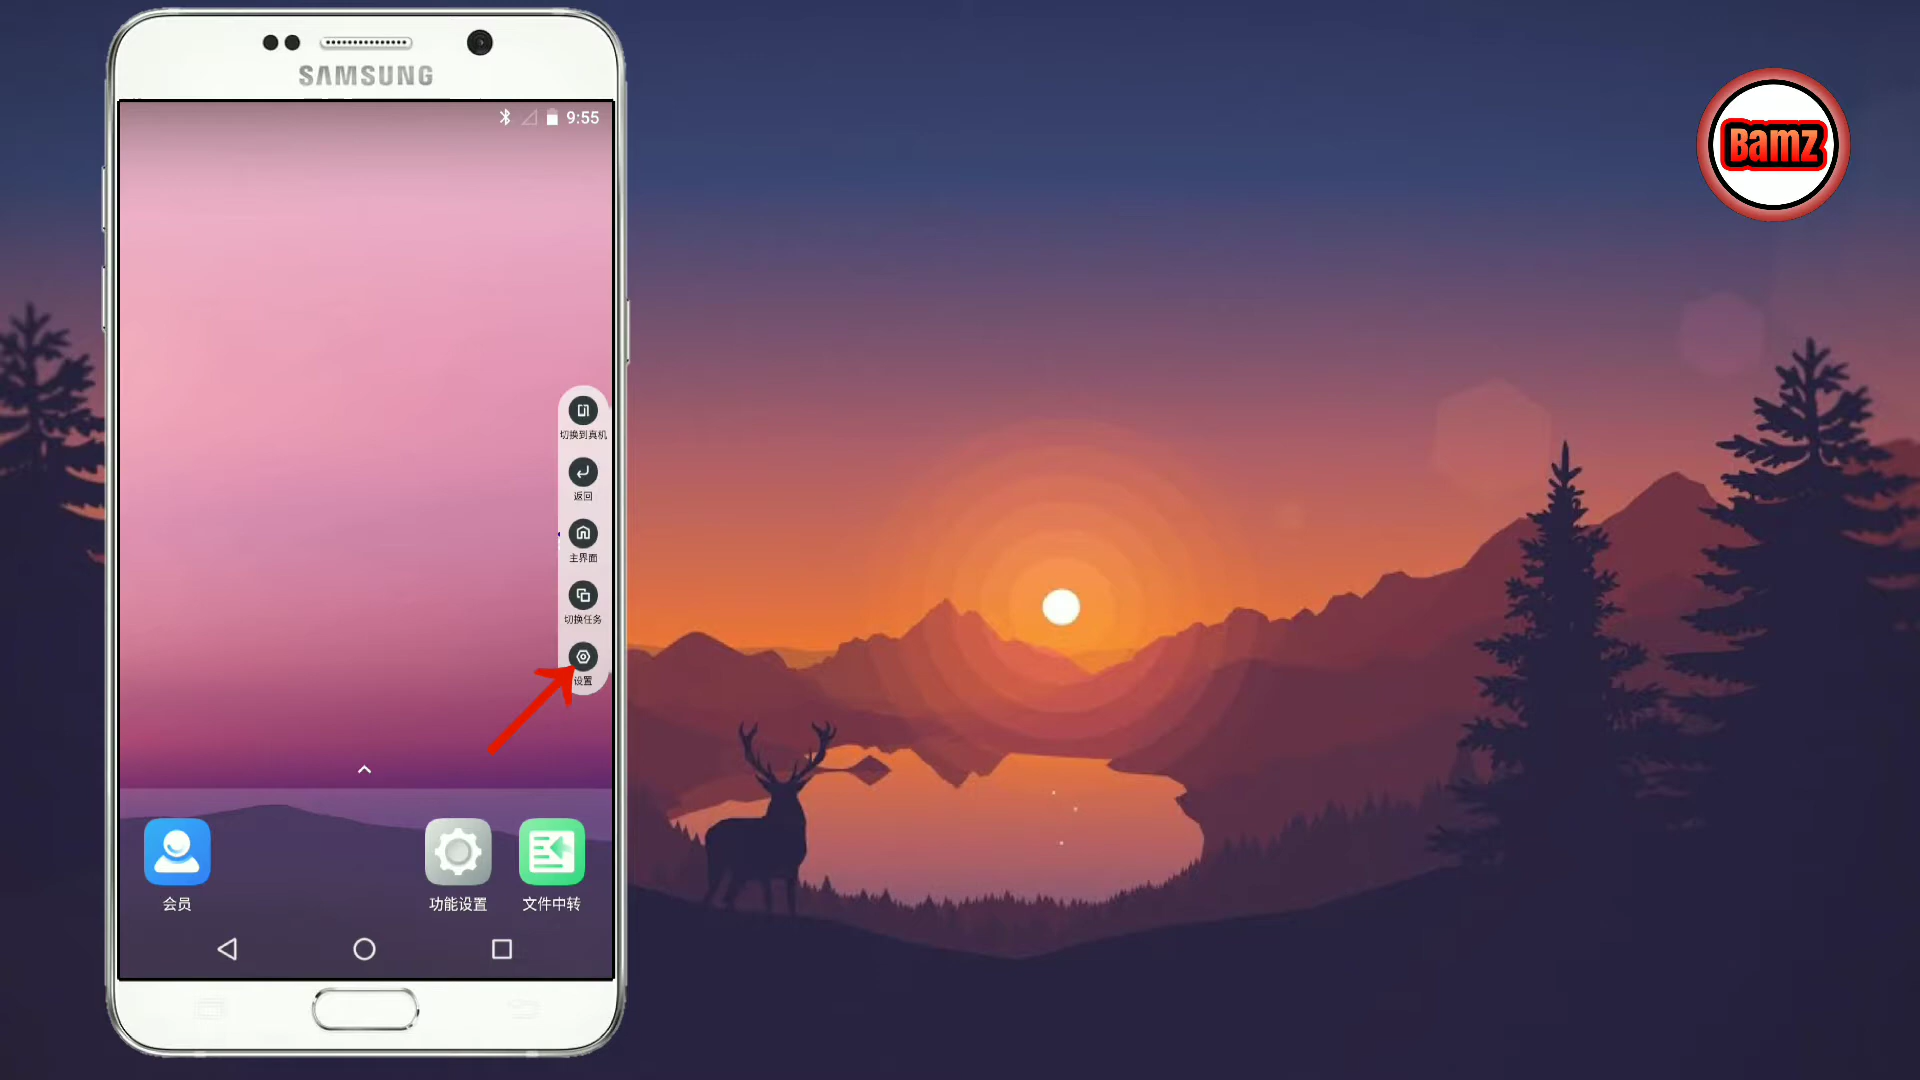 SAMSUNG
9:55
Bamz
切换到真机
返回
主界面
切换任务
设置
会员
功能设置
文件中转